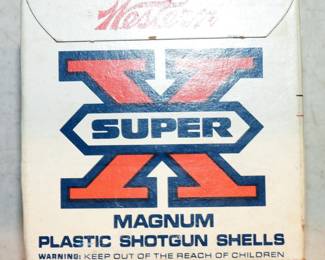 Western
SUPER
X
MAGNUM
PLASTIC SHOTGUN SHELLS
WARNING: KEEP OUT OF THE REACH OF CHILDREN